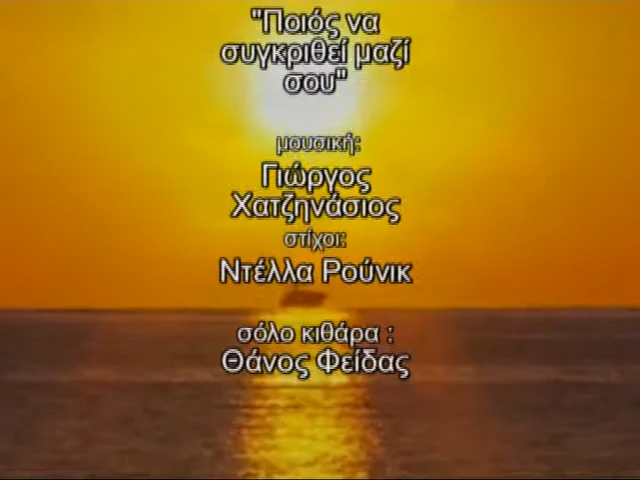 "Ποιός να
συγκριθεί μαζί
σου"
μουσική:
Γιώργος
Χατζηνάσιος
στίχοι:
Ντέλλα Ρούνικ
σόλο κιθάρα :
Θάνος Φείδας